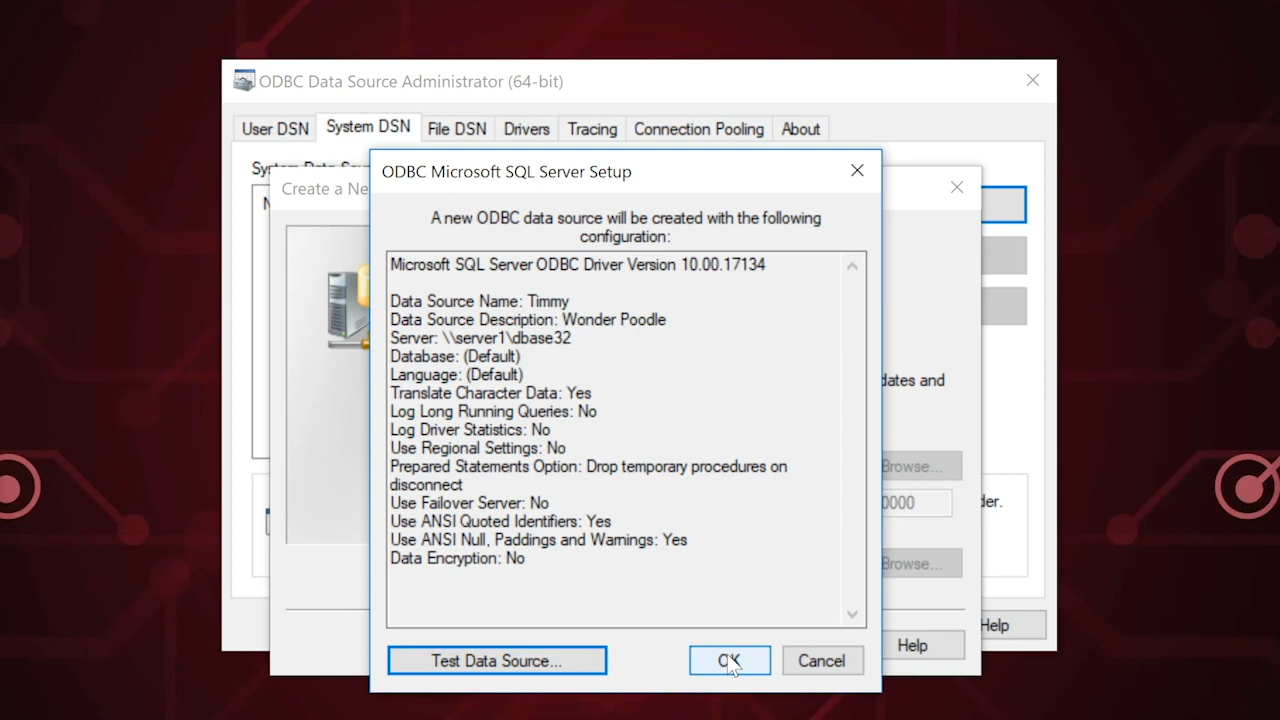 ODBC Data Source Administrator (64-bit)
User DSN
System DSN
File DSN
Drivers
Tracing
Connection Pooling
About
Create a Ne
ODBC Microsoft SQL Server Setup
A new ODBC data source will be created with the following
configuration:
Microsoft SQL Server ODBC Driver Version 10.00.17134
Data Source Name: Timmy
Data Source Description: Wonder Poodle
Server: \\server1\dbase32
Database: (Default)
Language: (Default)
Translate Character Data: Yes
Log Long Running Queries: No
Log Driver Statistics: No
Use Regional Settings: No
Prepared Statements Option: Drop temporary procedures on
disconnect
Use Failover Server: No
Use ANSI Quoted Identifiers: Yes
Use ANSI Null, Paddings and Warnings: Yes
Data Encryption: No
dates and
Browse...
0000
der.
Browse...
Help
Help
Test Data Source...
OK
Cancel